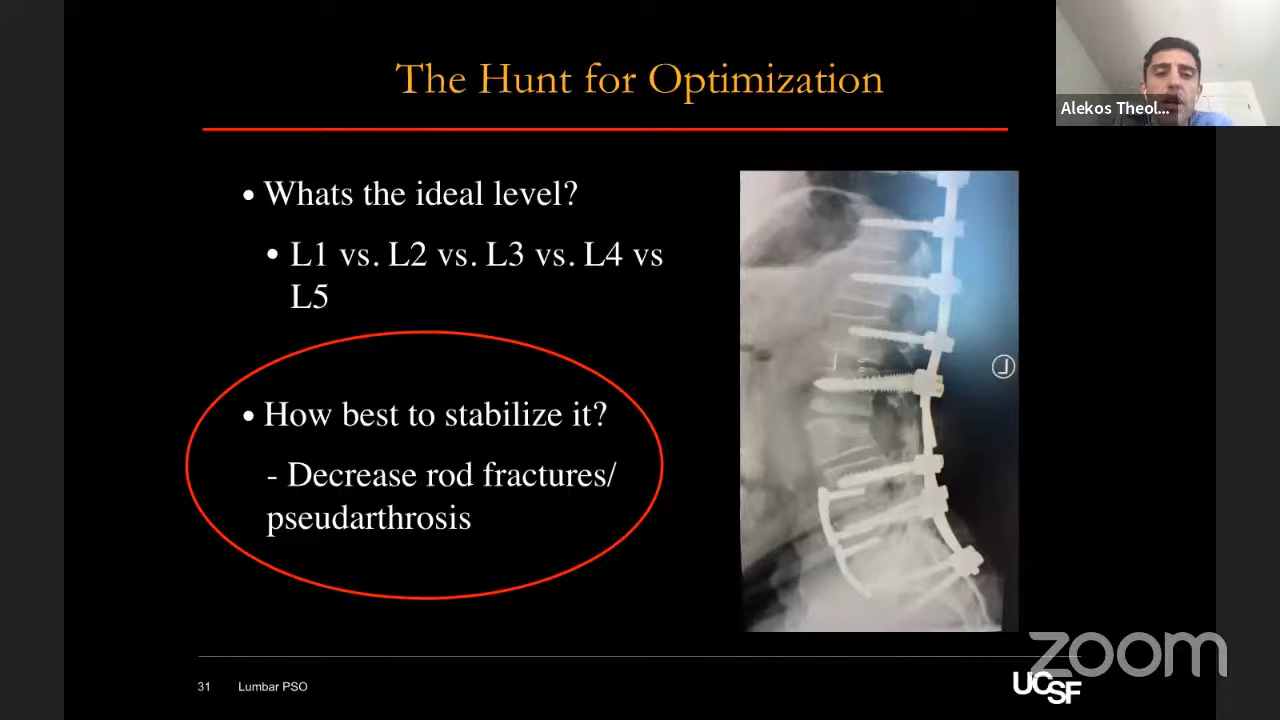 The Hunt for Optimization
Alekos Theol...
• Whats the ideal level?
• L1 vs. L2 vs. L3 vs. L4 vs
L5
• How best to stabilize it?
- Decrease rod fractures/
pseudarthrosis
L
zoom
31 Lumbar PSO
UCSF